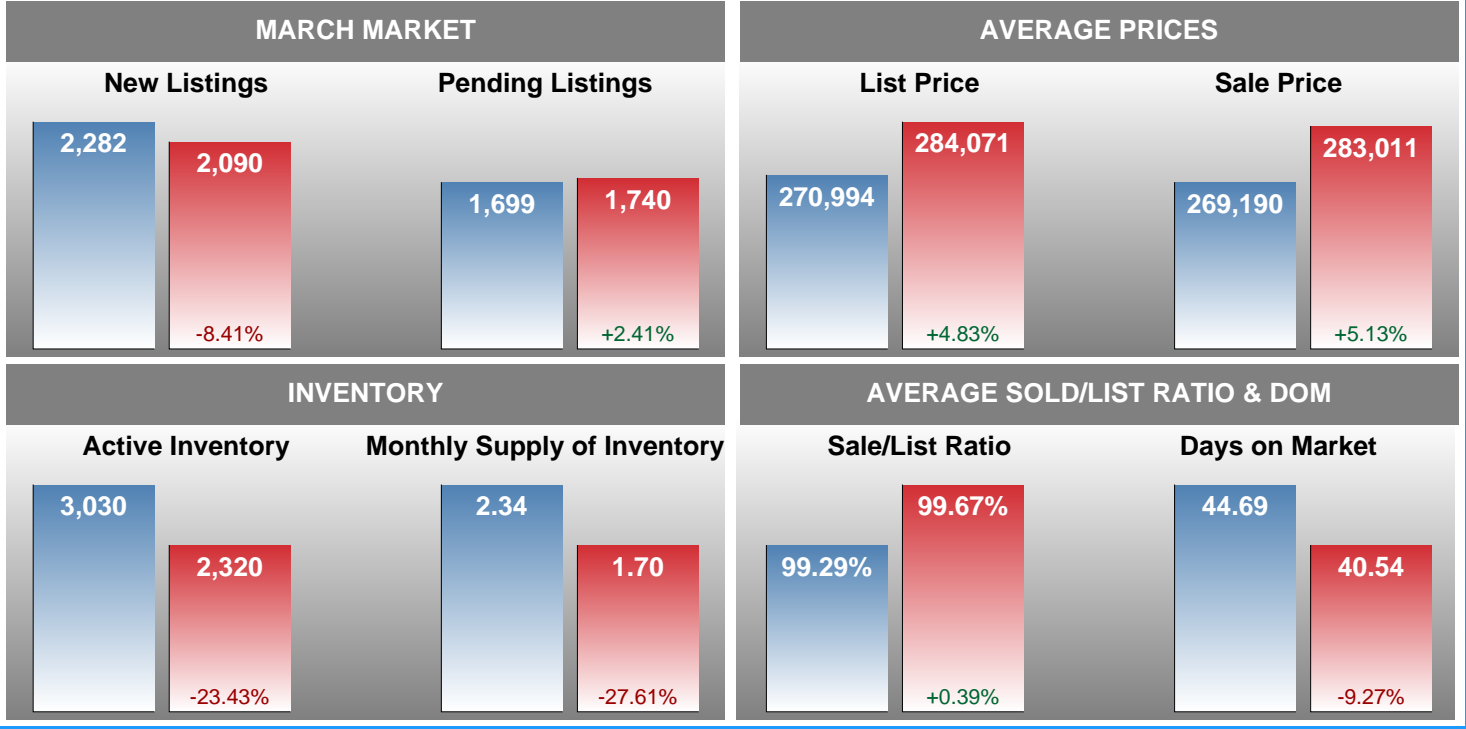 MARCH MARKET
New Listings
Pending Listings
2,282
2,090
-8.41%
1,699
1,740
+2.41%
AVERAGE PRICES
List Price
Sale Price
270,994
284,071
+4.83%
269,190
283,011
+5.13%
INVENTORY
Active Inventory
Monthly Supply of Inventory
3,030
2,320
-23.43%
2.34
1.70
-27.61%
AVERAGE SOLD/LIST RATIO & DOM
Sale/List Ratio
Days on Market
99.29%
99.67%
+0.39%
44.69
40.54
-9.27%